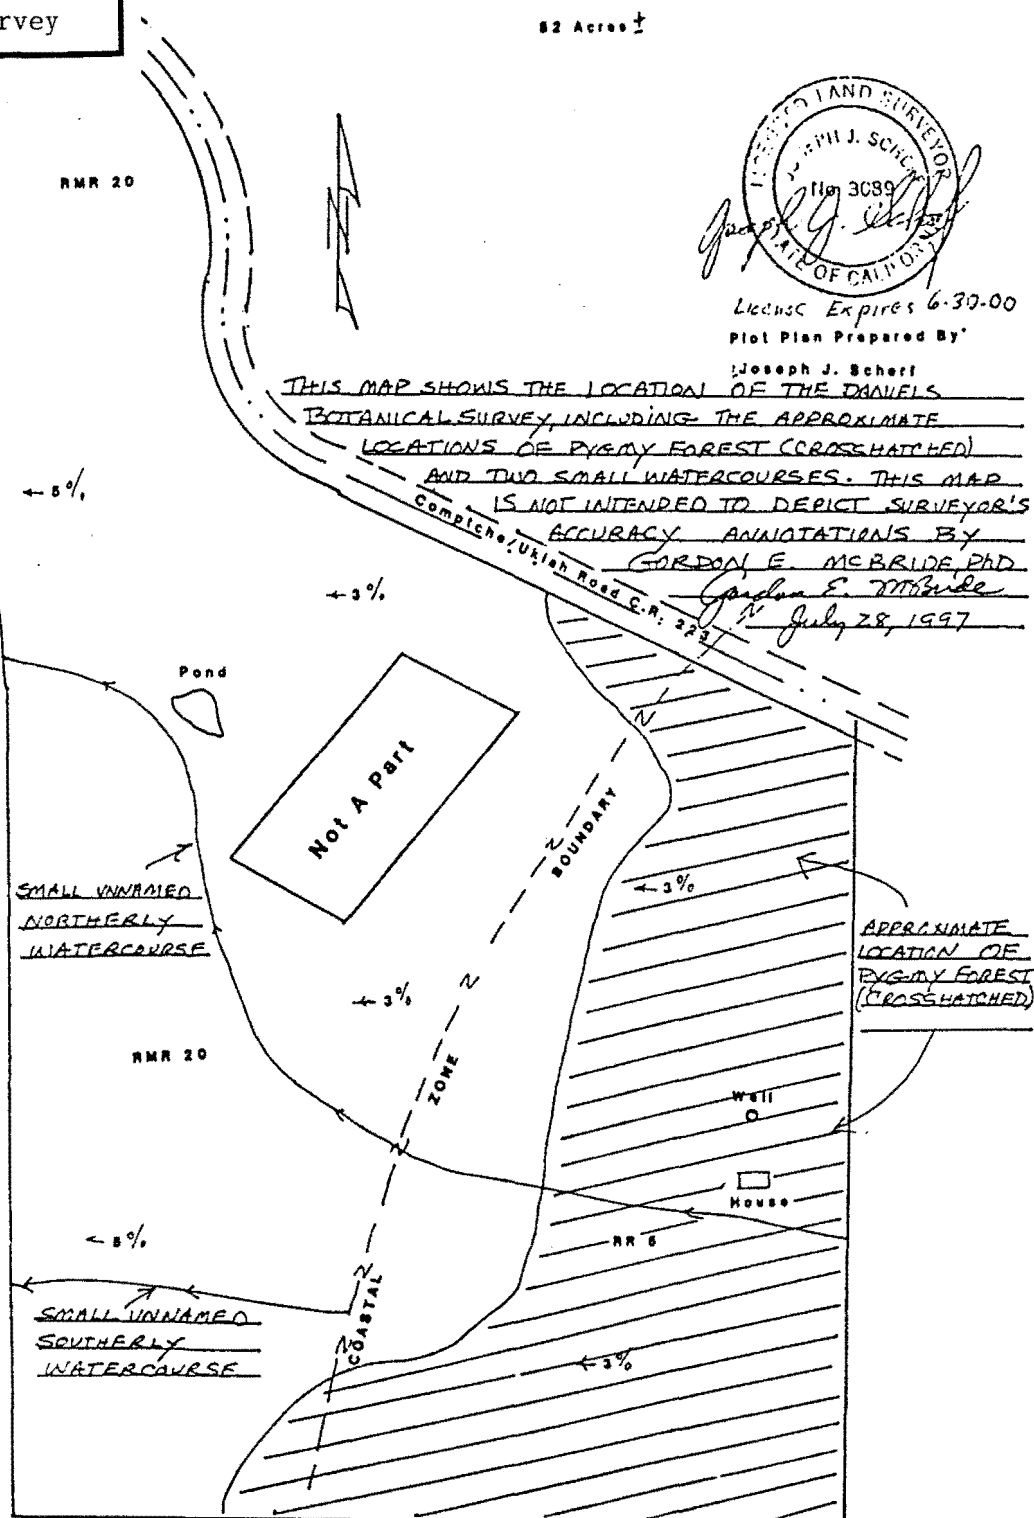 rvey
82 Acres ±
LICENSED LAND SURVEYOR
JOSEPH J. SCHERF
No 3089
STATE OF CALIFORNIA
License Expires 6-30-00
Plot Plan Prepared By
Joseph J. Scherf
RMR 20
N
THIS MAP SHOWS THE LOCATION OF THE DANIELS
BOTANICAL SURVEY, INCLUDING THE APPROXIMATE
LOCATIONS OF PYGMY FOREST (CROSSHATCHED)
AND TWO SMALL WATERCOURSES. THIS MAP
IS NOT INTENDED TO DEPICT SURVEYOR'S
ACCURACY ANNOTATIONS BY
GORDON E. MCBRIDE, PhD
Gordon E. McBride
July 28, 1997
Comptche/Ukiah Road C.R. 223
← 5%
← 3%
Pond
Not A Part
BOUNDARY
← 3%
SMALL UNNAMED
NORTHERLY
WATERCOURSE
APPROXIMATE
LOCATION OF
PYGMY FOREST
(CROSSHATCHED)
← 3%
RMR 20
ZONE
Well
House
← 5%
RR 5
SMALL UNNAMED
SOUTHERLY
WATERCOURSE
COASTAL
← 3%